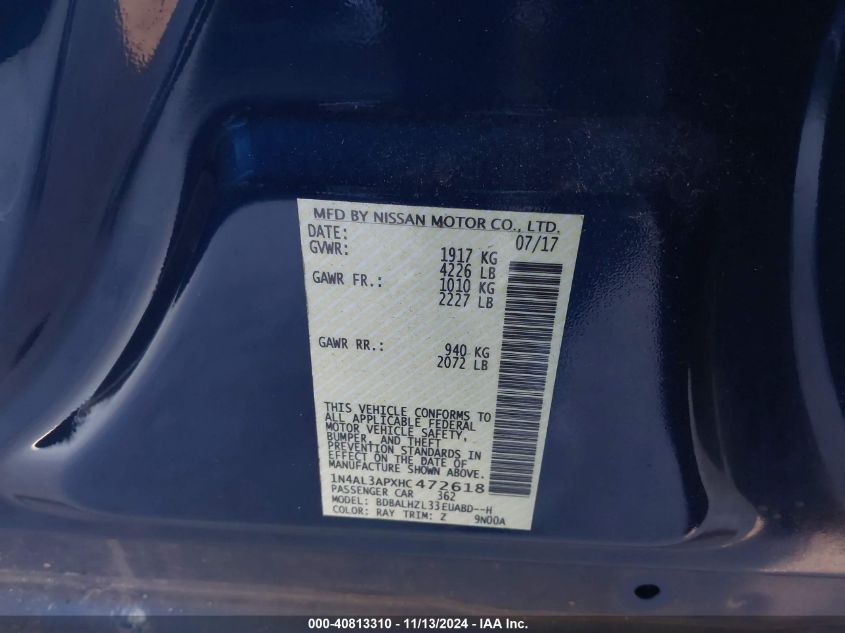 MFD BY NISSAN MOTOR CO., LTD.
DATE: 07/17
GVWR: 1917 KG
4226 LB
GAWR FR.: 1010 KG
2227 LB
GAWR RR.: 940 KG
2072 LB
THIS VEHICLE CONFORMS TO
ALL APPLICABLE FEDERAL
MOTOR VEHICLE SAFETY,
BUMPER, AND THEFT
PREVENTION STANDARDS IN
EFFECT ON THE DATE OF
MANUFACTURE SHOWN ABOVE.
1N4AL3APXHC472618
PASSENGER CAR 362
MODEL: BDBALHZL33EUABD--H
COLOR: RAY TRIM: Z 9N00A
000-40813310 - 11/13/2024 - IAA Inc.